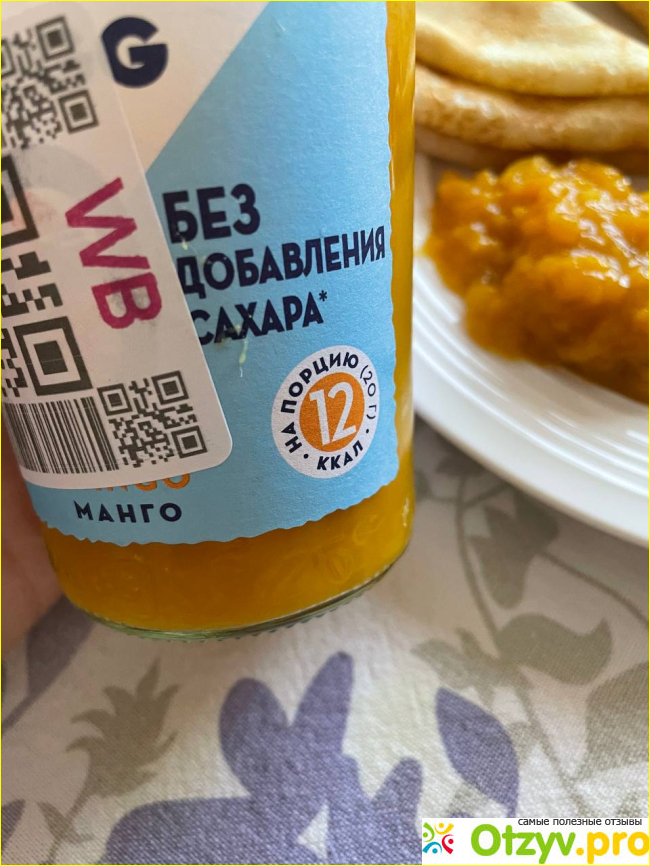 G
WB
БЕЗ
ДОБАВЛЕНИЯ
САХАРА*
НА ПОРЦИЮ (20 Г)
12
ККАЛ
МАНГО
самые полезные отзывы
Otzyv.pro